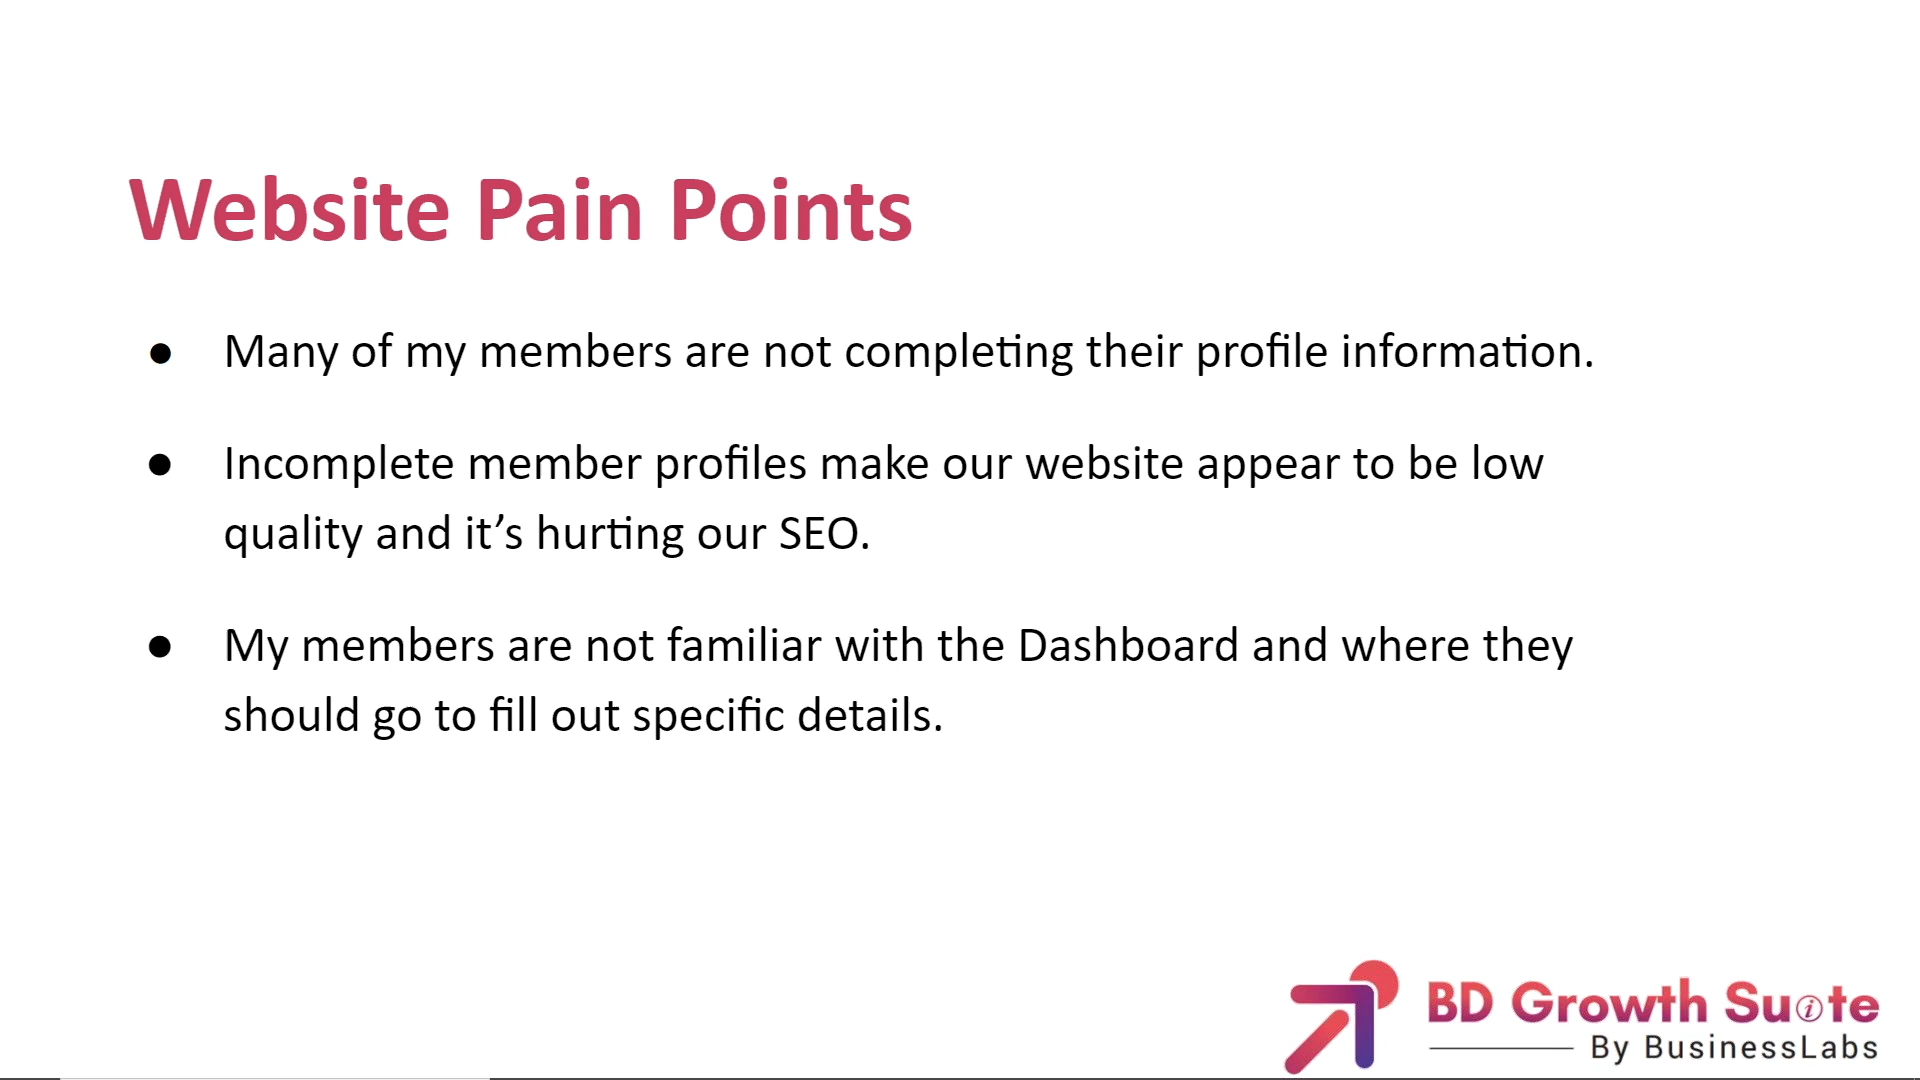 Website Pain Points
● Many of my members are not completing their profile information.
● Incomplete member profiles make our website appear to be low
quality and it’s hurting our SEO.
● My members are not familiar with the Dashboard and where they
should go to fill out specific details.
BD Growth Suite
By BusinessLabs